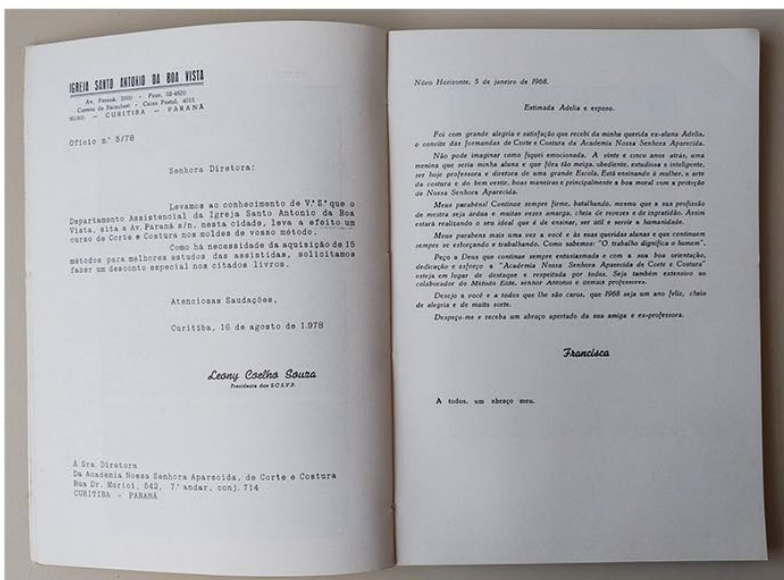 IGREJA SANTO ANTONIO DA BOA VISTA
Av. Paraná, - Fone,
Correio do Bacacheri - Caixa Postal,
- CURITIBA - PARANÁ
Ofício n.º 5/78
Senhora Diretora:
Levamos ao conhecimento de V.ª S.ª que o
Departamento Assistencial da Igreja Santo Antonio da Boa
Vista, sita a Av. Paraná s/n. nesta cidade, leva a efeito um
curso de Corte e Costura nos moldes de vosso método.
Como há necessidade da aquisição de 15
métodos para melhores estudos das assistidas, solicitamos
fazer um desconto especial nos citados livros.
Atenciosas Saudações,
Curitiba, 16 de agosto de 1.978
Leony Coelho Souza
Presidente das S.C.S.V.P.
Á Sra. Diretora
Da Academia Nossa Senhora Aparecida, de Corte e Costura
Rua Dr. Murici, 542, 7.º andar, conj. 714
CURITIBA - PARANÁ
Nôvo Horizonte, 5 de janeiro de 1968.
Estimada Adélia e esposo.
Foi com grande alegria e satisfação que recebi da minha querida ex-aluna Adélia,
o convite das formandas de Corte e Costura da Academia Nossa Senhora Aparecida.
Não pode imaginar como fiquei emocionada. A vinte e cinco anos atrás, uma
menina que seria minha aluna e que fôra tão meiga, obediente, estudiosa e inteligente,
ser hoje professora e diretora de uma grande Escola. Está ensinando à mulher, a arte
da costura e do bem vestir, boas maneiras e principalmente a boa moral com a proteção
de Nossa Senhora Aparecida.
Meus parabéns! Continue sempre firme, batalhando, mesmo que a sua profissão
de mestra seja árdua e muitas vezes amarga, cheia de revezes e de ingratidão. Assim
estará realizando o seu ideal que é de ensinar, ser útil e servir a humanidade.
Meus parabens mais uma vez a você e às suas queridas alunas e que continuem
sempre se esforçando e trabalhando. Como sabemos: "O trabalho dignifica o homem".
Peço a Deus que continue sempre entusiasmada e com a sua boa orientação,
dedicação e esforço a "Academia Nossa Senhora Aparecida de Corte e Costura"
esteja em lugar de destaque e respeitada por todos. Seja também extensivo ao
colaborador do Método Eide, senhor Antonio e demais professores.
Desejo a você e a todos que lhe são caros, que 1968 seja um ano feliz, cheio
de alegria e de muita sorte.
Despeço-me e receba um abraço apertado da sua amiga e ex-professora.
Francisca
A todos, um abraço meu.